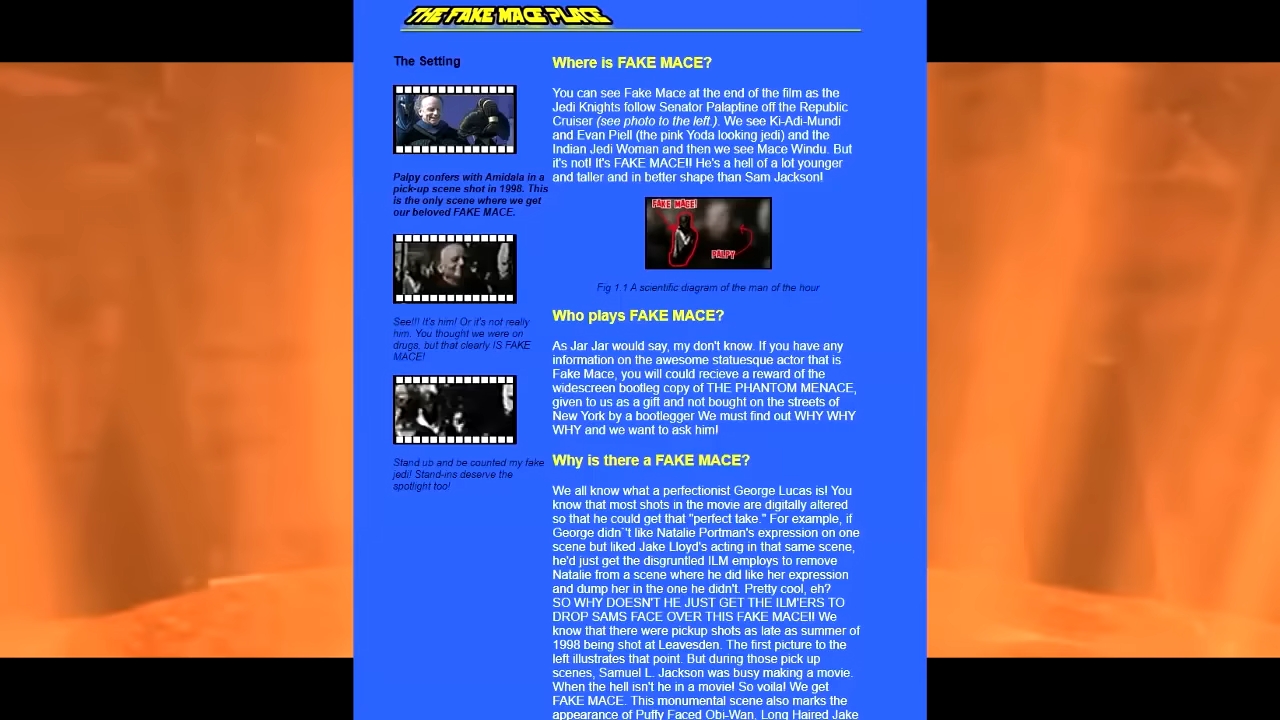 THE FAKE MACE PLACE
The Setting
Palpy confers with Amidala in a
pick-up scene shot in 1998. This
is the only scene where we get
our beloved FAKE MACE.
See!!! It's him! Or it's not really
him. You thought we were on
drugs, but that clearly IS FAKE
MACE!
Stand up and be counted my fake
jedi! Stand-ins deserve the
spotlight too!
Where is FAKE MACE?
You can see Fake Mace at the end of the film as the
Jedi Knights follow Senator Palaptine off the Republic
Cruiser (see photo to the left.). We see Ki-Adi-Mundi
and Evan Piell (the pink Yoda looking jedi) and the
Indian Jedi Woman and then we see Mace Windu. But
it's not! It's FAKE MACE!! He's a hell of a lot younger
and taller and in better shape than Sam Jackson!
FAKE MACE!
PALPY
Fig 1.1 A scientific diagram of the man of the hour
Who plays FAKE MACE?
As Jar Jar would say, my don't know. If you have any
information on the awesome statuesque actor that is
Fake Mace, you will could recieve a reward of the
widescreen bootleg copy of THE PHANTOM MENACE,
given to us as a gift and not bought on the streets of
New York by a bootlegger We must find out WHY WHY
WHY and we want to ask him!
Why is there a FAKE MACE?
We all know what a perfectionist George Lucas is! You
know that most shots in the movie are digitally altered
so that he could get that "perfect take." For example, if
George didn¨'t like Natalie Portman's expression on one
scene but liked Jake Lloyd's acting in that same scene,
he'd just get the disgruntled ILM employs to remove
Natalie from a scene where he did like her expression
and dump her in the one he didn't. Pretty cool, eh?
SO WHY DOESN'T HE JUST GET THE ILM'ERS TO
DROP SAMS FACE OVER THIS FAKE MACE!! We
know that there were pickup shots as late as summer of
1998 being shot at Leavesden. The first picture to the
left illustrates that point. But during those pick up
scenes, Samuel L. Jackson was busy making a movie.
When the hell isn't he in a movie! So voila! We get
FAKE MACE. This monumental scene also marks the
appearance of Puffy Faced Obi-Wan, Long Haired Jake